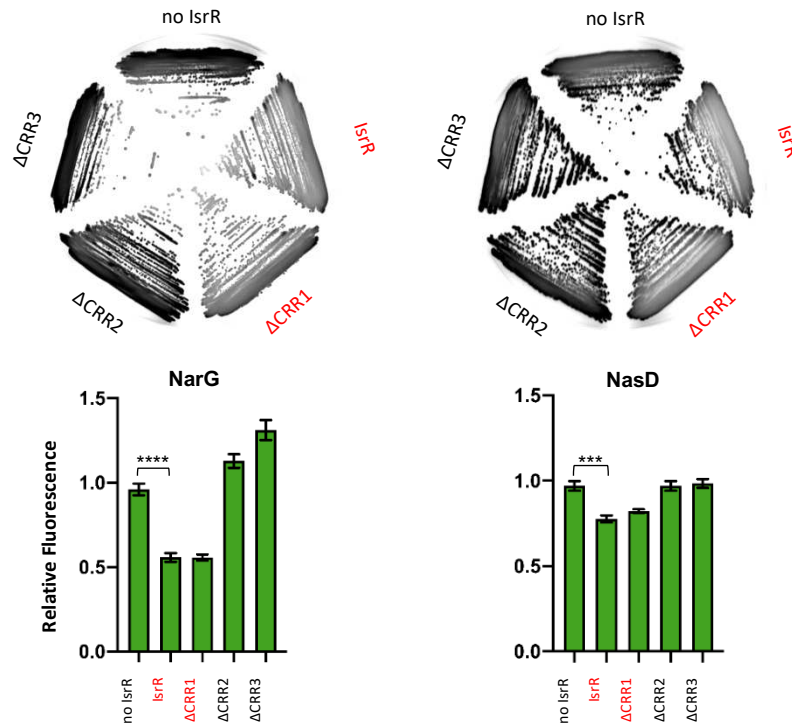 no IsrR
ΔCRR3
IsrR
ΔCRR2
ΔCRR1
no IsrR
ΔCRR3
IsrR
ΔCRR2
ΔCRR1
NarG
Relative Fluorescence
1.5
1.0
0.5
0.0
****
no IsrR
IsrR
ΔCRR1
ΔCRR2
ΔCRR3
NasD
1.5
1.0
0.5
0.0
***
no IsrR
IsrR
ΔCRR1
ΔCRR2
ΔCRR3